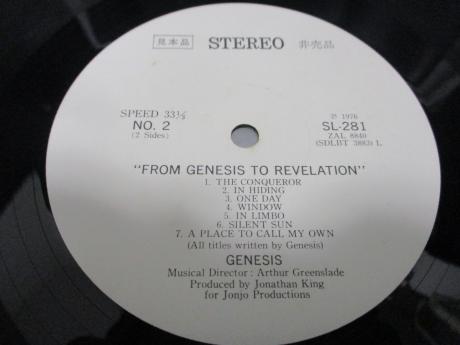 見本品 STEREO 非売品
SPEED 33⅓ ℗ 1976
NO. 2 SL-281
(2 Sides) ZAL 8840
(SDLBT 3883) L
"FROM GENESIS TO REVELATION"
1. THE CONQUEROR
2. IN HIDING
3. ONE DAY
4. WINDOW
5. IN LIMBO
6. SILENT SUN
7. A PLACE TO CALL MY OWN
(All titles written by Genesis)
GENESIS
Musical Director : Arthur Greenslade
Produced by Jonathan King
for Jonjo Productions